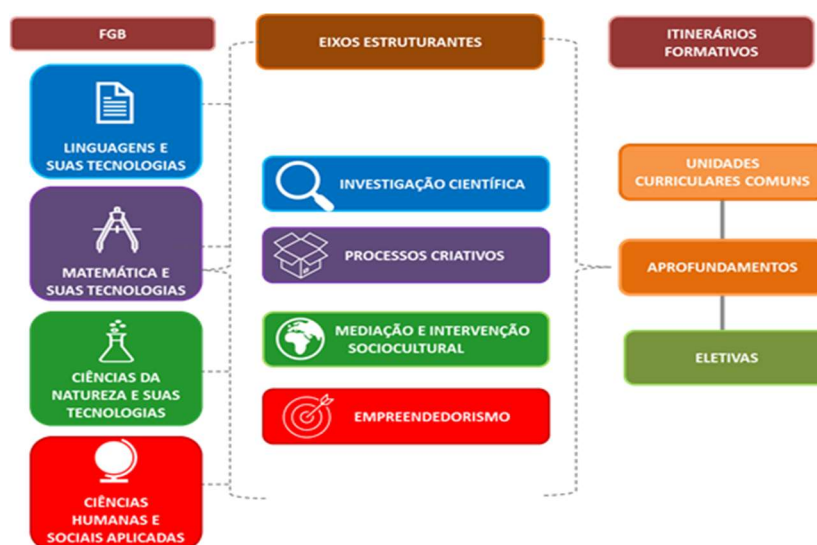 FGB
LINGUAGENS E
SUAS TECNOLOGIAS
MATEMÁTICA E
SUAS TECNOLOGIAS
CIÊNCIAS DA
NATUREZA E SUAS
TECNOLOGIAS
CIÊNCIAS
HUMANAS E
SOCIAIS APLICADAS
EIXOS ESTRUTURANTES
INVESTIGAÇÃO CIENTÍFICA
PROCESSOS CRIATIVOS
MEDIAÇÃO E INTERVENÇÃO
SOCIOCULTURAL
EMPREENDEDORISMO
ITINERÁRIOS
FORMATIVOS
UNIDADES
CURRICULARES COMUNS
APROFUNDAMENTOS
ELETIVAS